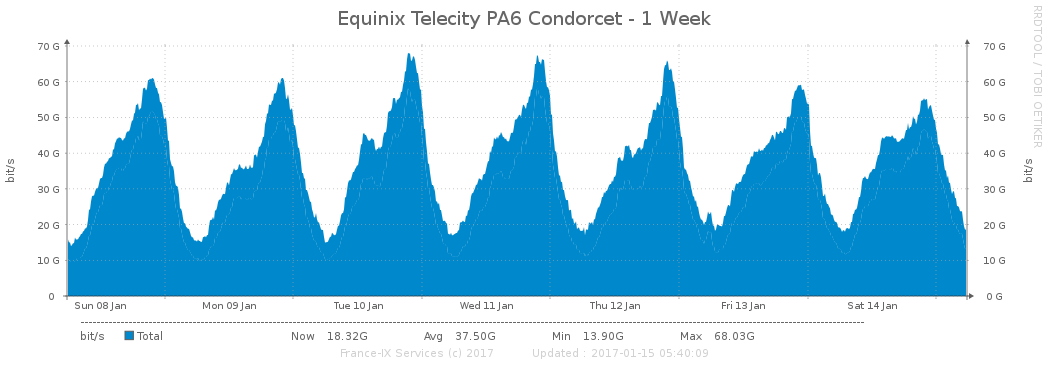 Equinix Telecity PA6 Condorcet - 1 Week
RRDTOOL / TOBI OETIKER
70 G 70 G
60 G 60 G
50 G 50 G
40 G 40 G
30 G 30 G
20 G 20 G
10 G 10 G
0 0 G
bit/s bit/s
Sun 08 Jan Mon 09 Jan Tue 10 Jan Wed 11 Jan Thu 12 Jan Fri 13 Jan Sat 14 Jan
bit/s Total Now 18.32G Avg 37.50G Min 13.90G Max 68.03G
France-IX Services (c) 2017 Updated : 2017-01-15 05:40:09